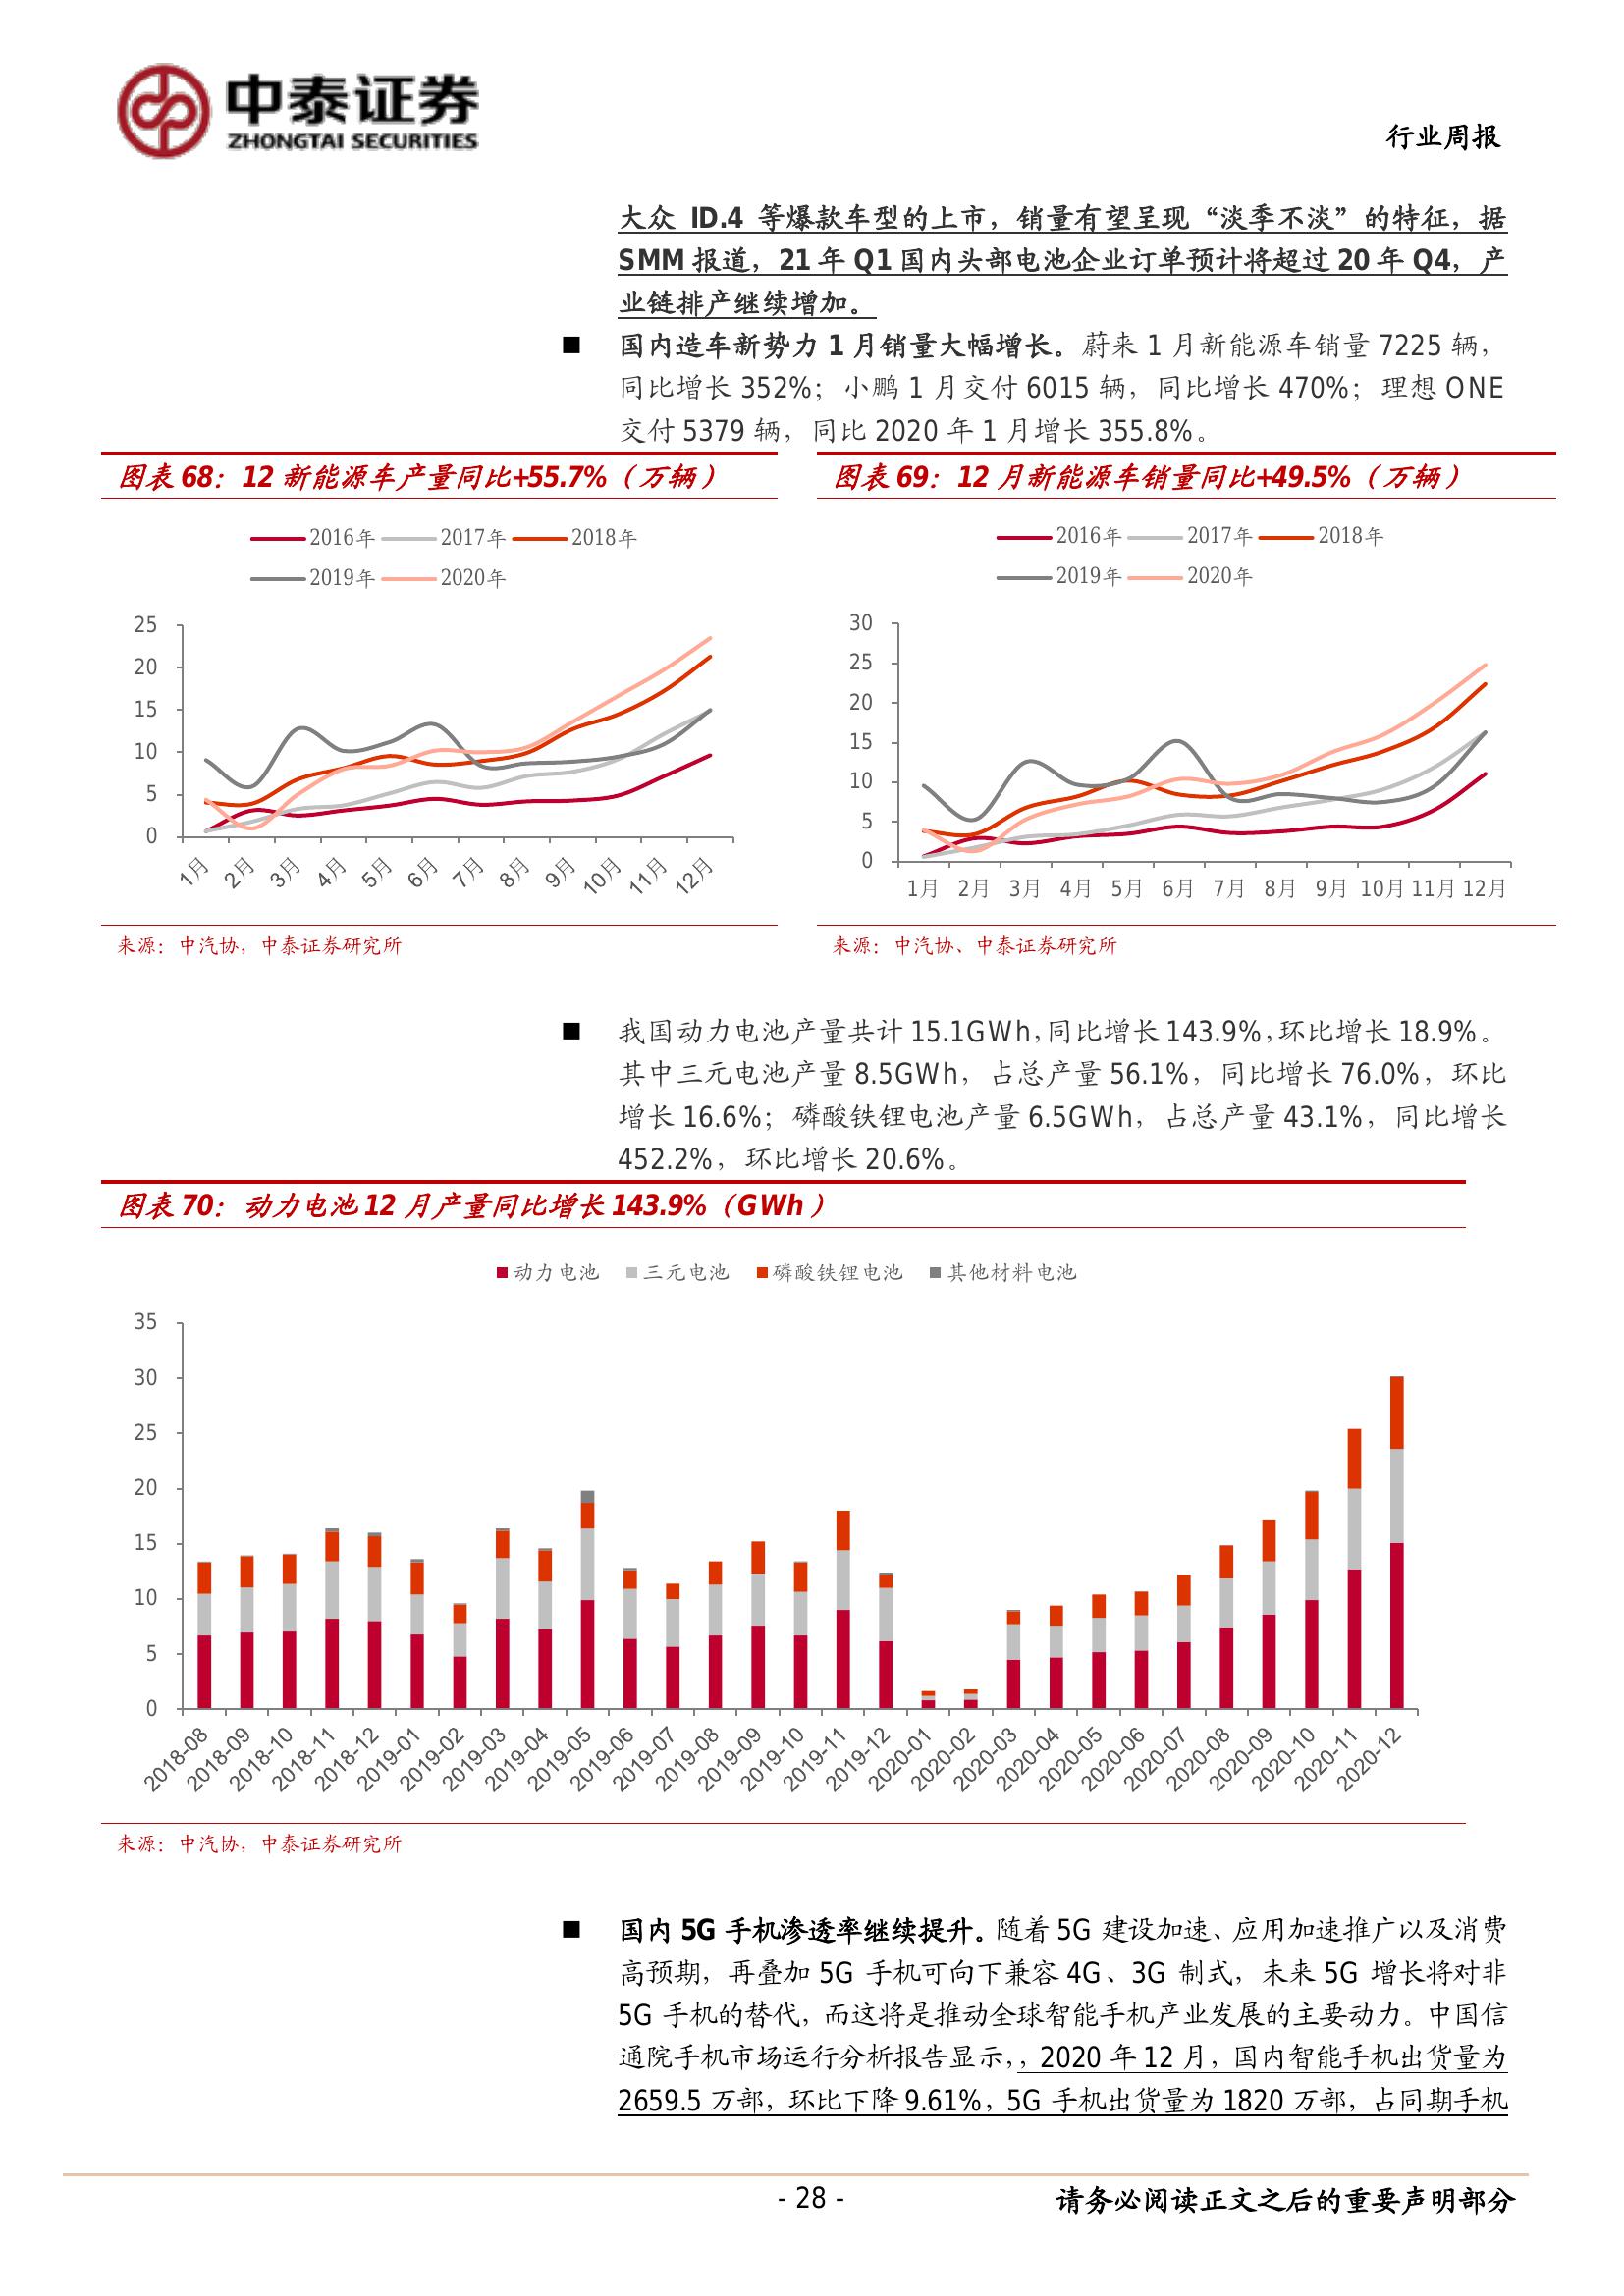 中泰证券
ZHONGTAI SECURITIES
行业周报
大众 ID.4 等爆款车型的上市，销量有望呈现“淡季不淡”的特征，据
SMM 报道，21 年 Q1 国内头部电池企业订单预计将超过 20 年 Q4，产
业链排产继续增加。
■ 国内造车新势力 1 月销量大幅增长。蔚来 1 月新能源车销量 7225 辆，
同比增长 352%；小鹏 1 月交付 6015 辆，同比增长 470%；理想 ONE
交付 5379 辆，同比 2020 年 1 月增长 355.8%。
图表 68：12 新能源车产量同比+55.7%（万辆）
2016年 2017年 2018年
2019年 2020年
25
20
15
10
5
0
1月 2月 3月 4月 5月 6月 7月 8月 9月 10月 11月 12月
来源：中汽协，中泰证券研究所
图表 69：12 月新能源车销量同比+49.5%（万辆）
2016年 2017年 2018年
2019年 2020年
30
25
20
15
10
5
0
1月 2月 3月 4月 5月 6月 7月 8月 9月 10月 11月 12月
来源：中汽协、中泰证券研究所
■ 我国动力电池产量共计 15.1GWh,同比增长 143.9%,环比增长 18.9%。
其中三元电池产量 8.5GWh，占总产量 56.1%，同比增长 76.0%，环比
增长 16.6%；磷酸铁锂电池产量 6.5GWh，占总产量 43.1%，同比增长
452.2%，环比增长 20.6%。
图表 70：动力电池 12 月产量同比增长 143.9%（GWh）
动力电池 三元电池 磷酸铁锂电池 其他材料电池
35
30
25
20
15
10
5
0
2018-08 2018-09 2018-10 2018-11 2018-12 2019-01 2019-02 2019-03 2019-04 2019-05 2019-06 2019-07 2019-08 2019-09 2019-10 2019-11 2019-12 2020-01 2020-02 2020-03 2020-04 2020-05 2020-06 2020-07 2020-08 2020-09 2020-10 2020-11 2020-12
来源：中汽协，中泰证券研究所
■ 国内 5G 手机渗透率继续提升。随着 5G 建设加速、应用加速推广以及消费
高预期，再叠加 5G 手机可向下兼容 4G、3G 制式，未来 5G 增长将对非
5G 手机的替代，而这将是推动全球智能手机产业发展的主要动力。中国信
通院手机市场运行分析报告显示，，2020 年 12 月，国内智能手机出货量为
2659.5 万部，环比下降 9.61%，5G 手机出货量为 1820 万部，占同期手机
- 28 -
请务必阅读正文之后的重要声明部分